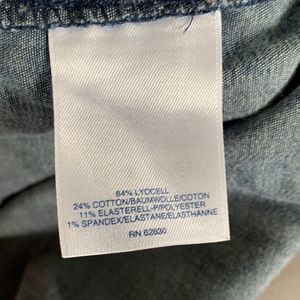 64% LYOCELL
24% COTTON/BAUMWOLLE/COTON
11% ELASTERELL-P/POLYESTER
1% SPANDEX/ELASTANE/ELASTHANNE
RN 62830